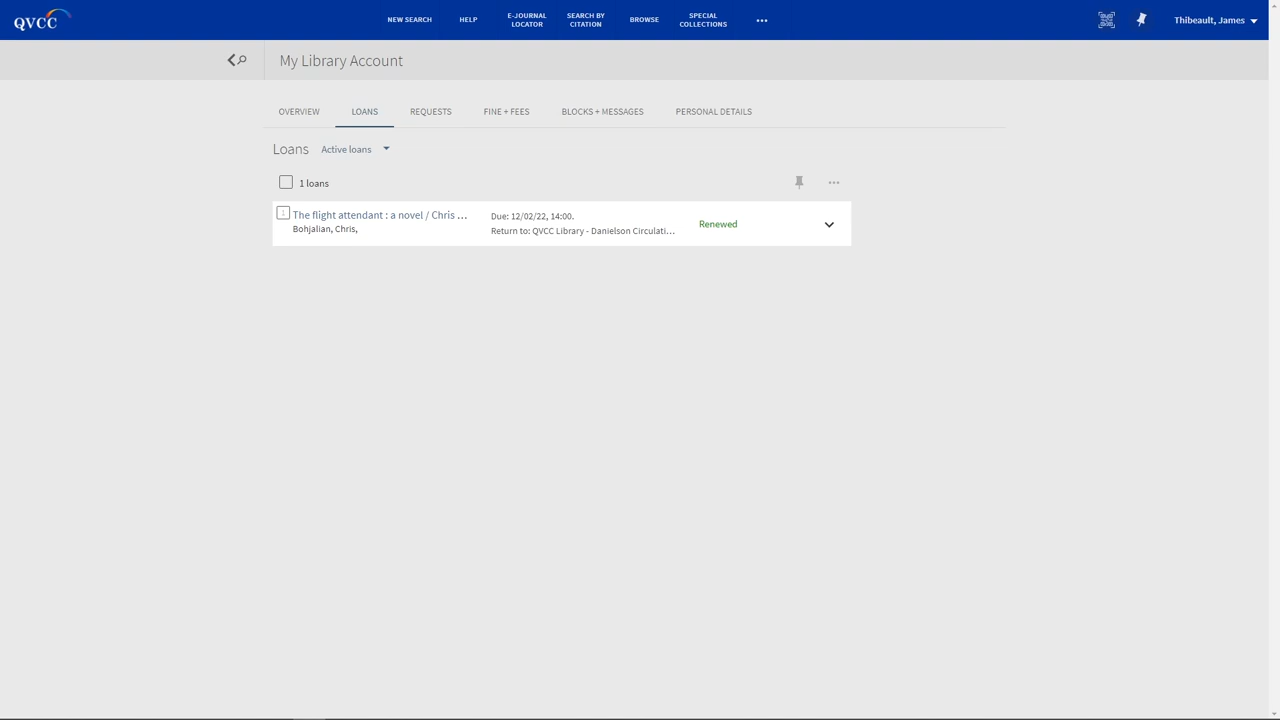 QVCC
NEW SEARCH
HELP
E-JOURNAL
LOCATOR
SEARCH BY
CITATION
BROWSE
SPECIAL
COLLECTIONS
Thibeault, James
My Library Account
OVERVIEW
LOANS
REQUESTS
FINE + FEES
BLOCKS + MESSAGES
PERSONAL DETAILS
Loans
Active loans
1 loans
1
The flight attendant : a novel / Chris ...
Bohjalian, Chris,
Due: 12/02/22, 14:00.
Return to: QVCC Library - Danielson Circulati...
Renewed